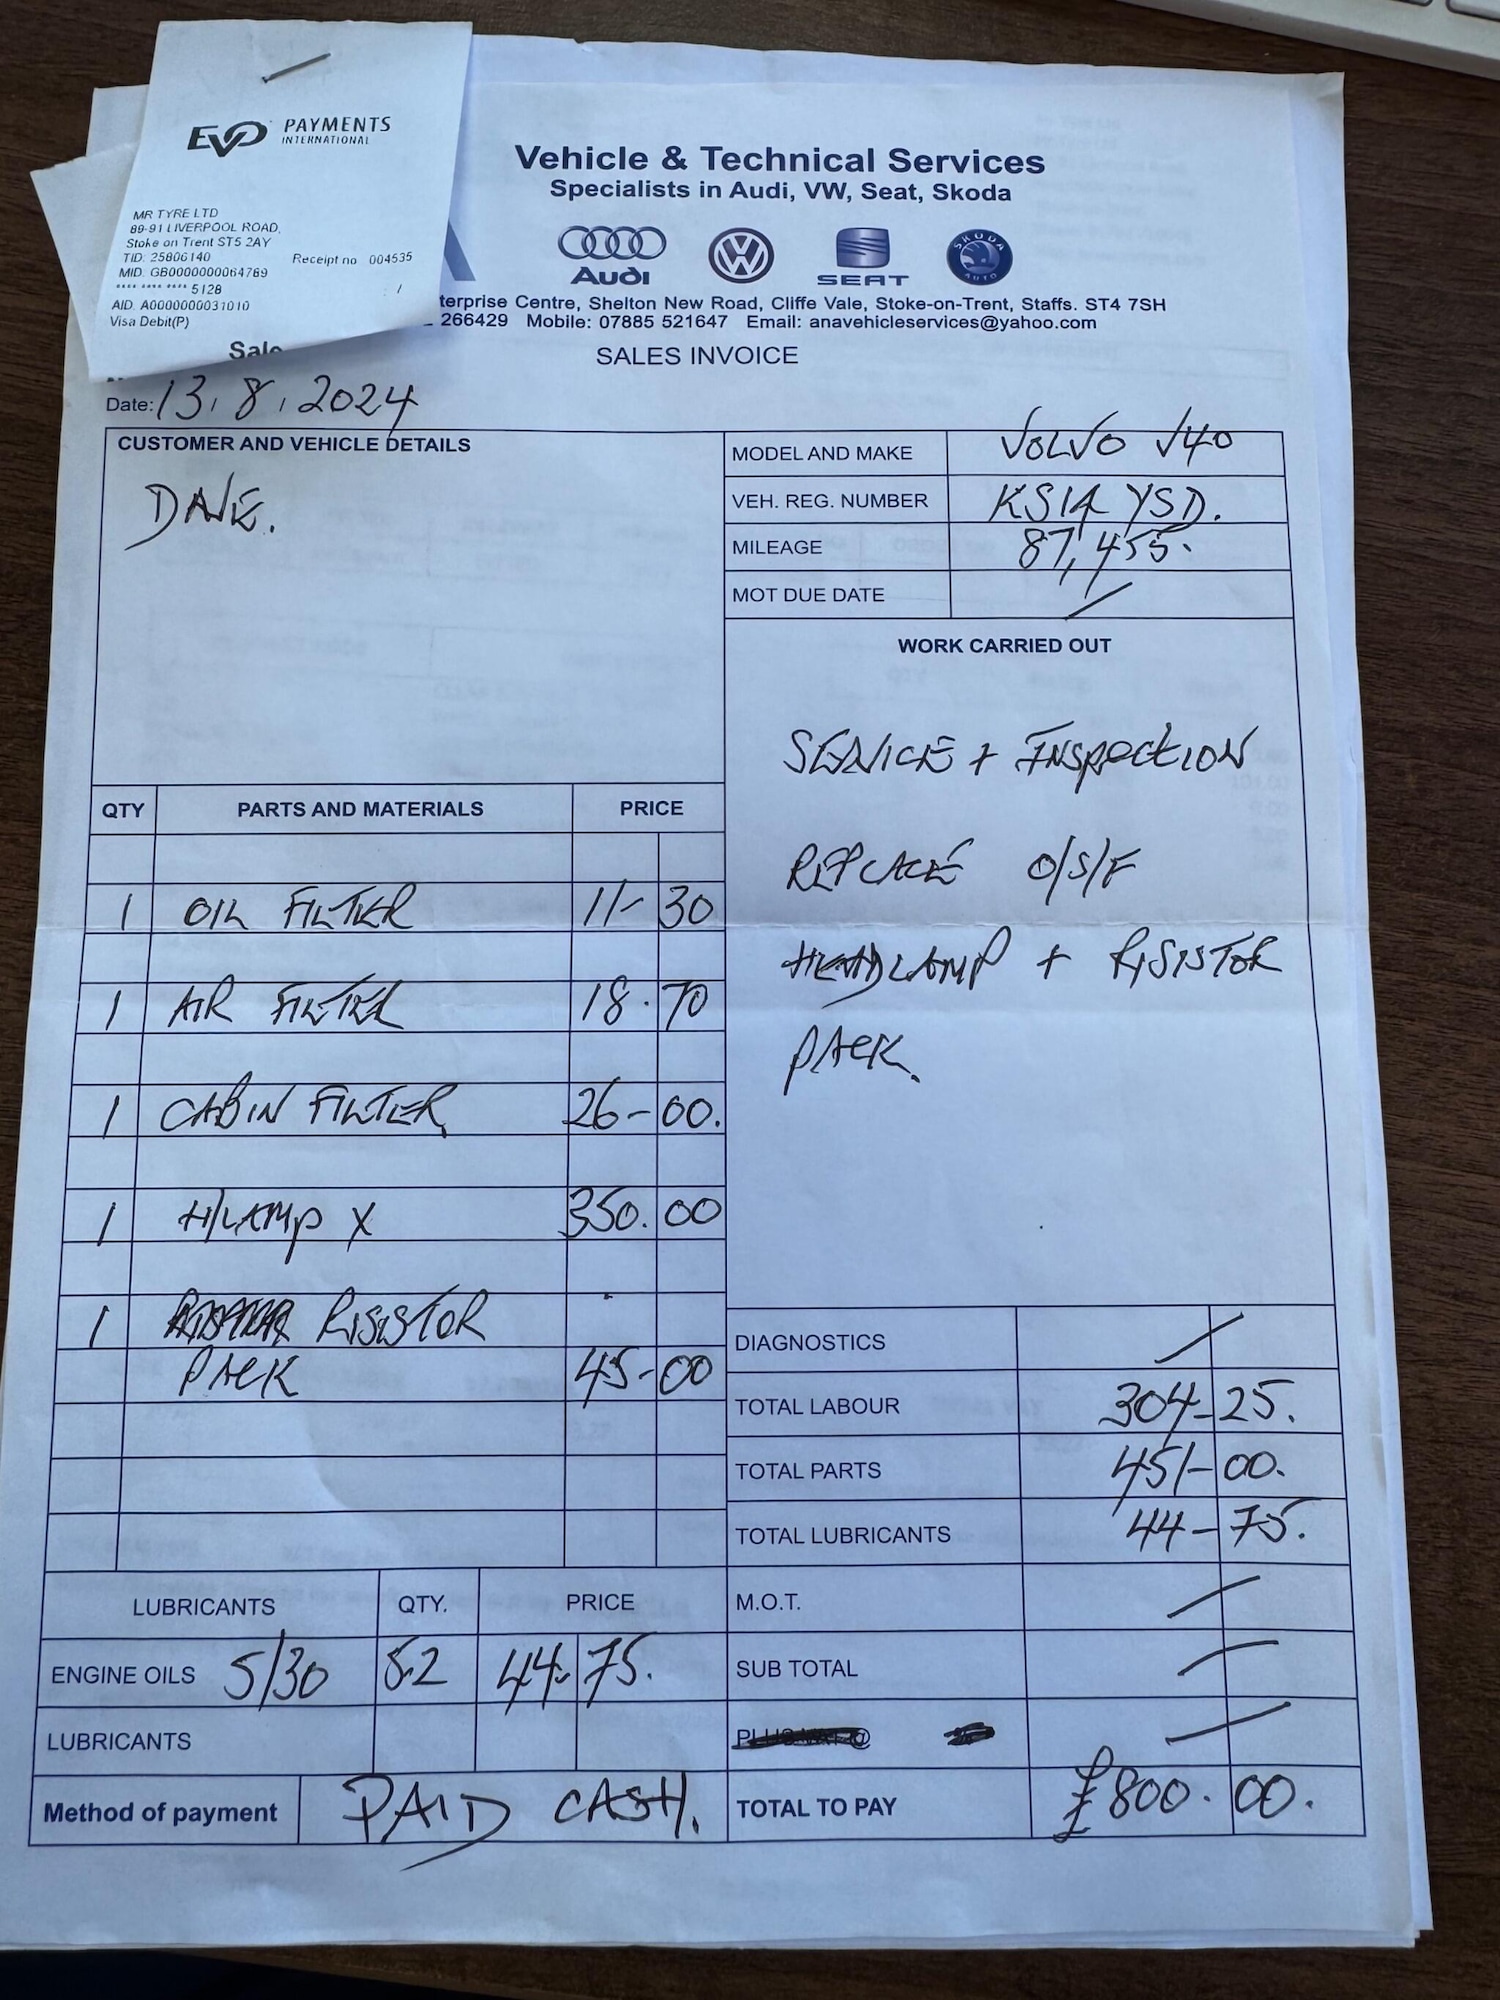 EVO PAYMENTS
INTERNATIONAL
MR TYRE LTD
89-91 LIVERPOOL ROAD,
Stoke on Trent ST5 2AY
TID: 25806140 Receipt no 004535
MID: GB0000000064769
**** **** **** 5128
AID: A0000000031010
Visa Debit(P)
Sale
Vehicle & Technical Services
Specialists in Audi, VW, Seat, Skoda
Audi
SEAT
SKODA
AUTO
terprise Centre, Shelton New Road, Cliffe Vale, Stoke-on-Trent, Staffs. ST4 7SH
266429 Mobile: 07885 521647 Email: anavehicleservices@yahoo.com
SALES INVOICE
Date: 13.8.2024
CUSTOMER AND VEHICLE DETAILS
DAVE.
MODEL AND MAKE VOLVO V40
VEH. REG. NUMBER YSD.
MILEAGE 87,455.
MOT DUE DATE /
WORK CARRIED OUT
SERVICE + INSPECTION
REPLACE O/S/F
HEADLAMP + RISISTOR
PACK.
QTY PARTS AND MATERIALS PRICE
1 OIL FILTER 11-30
1 AIR FILTER 18.70
1 CABIN FILTER 26-00.
1 H/LAMP X 350.00
1 RISISTOR
PACK 45-00
DIAGNOSTICS /
TOTAL LABOUR 304-25.
TOTAL PARTS 451-00.
TOTAL LUBRICANTS 44-75.
M.O.T. /
SUB TOTAL /
LUBRICANTS QTY. PRICE
ENGINE OILS 5/30 5.2 44.75.
LUBRICANTS
Method of payment PAID CASH.
TOTAL TO PAY £800.00.